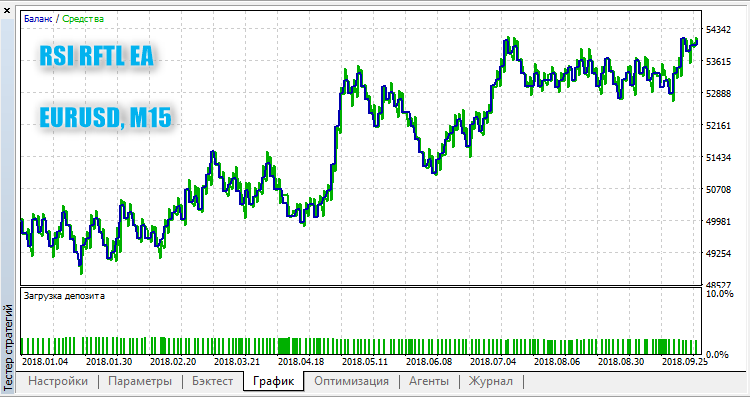 Баланс / Средства
RSI RFTL EA
EURUSD, M15
54342
53615
52888
52161
51434
50708
49981
49254
48527
Загрузка депозита
10.0%
0.0%
2018.01.04 2018.01.30 2018.02.20 2018.03.21 2018.04.18 2018.05.11 2018.06.08 2018.07.04 2018.08.06 2018.08.30 2018.09.25
Тестер стратегий
Настройки Параметры Бэктест График Оптимизация Агенты Журнал